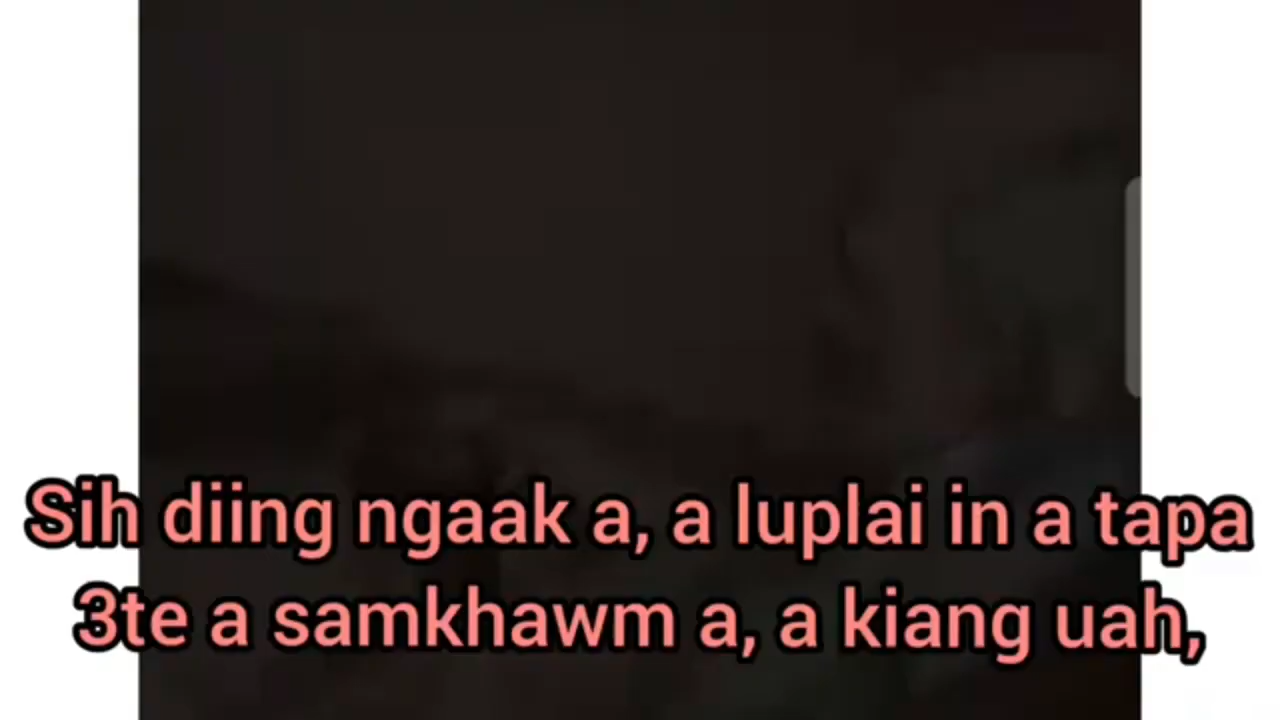 Sih diing ngaak a, a luplai in a tapa
3te a samkhawm a, a kiang uah,